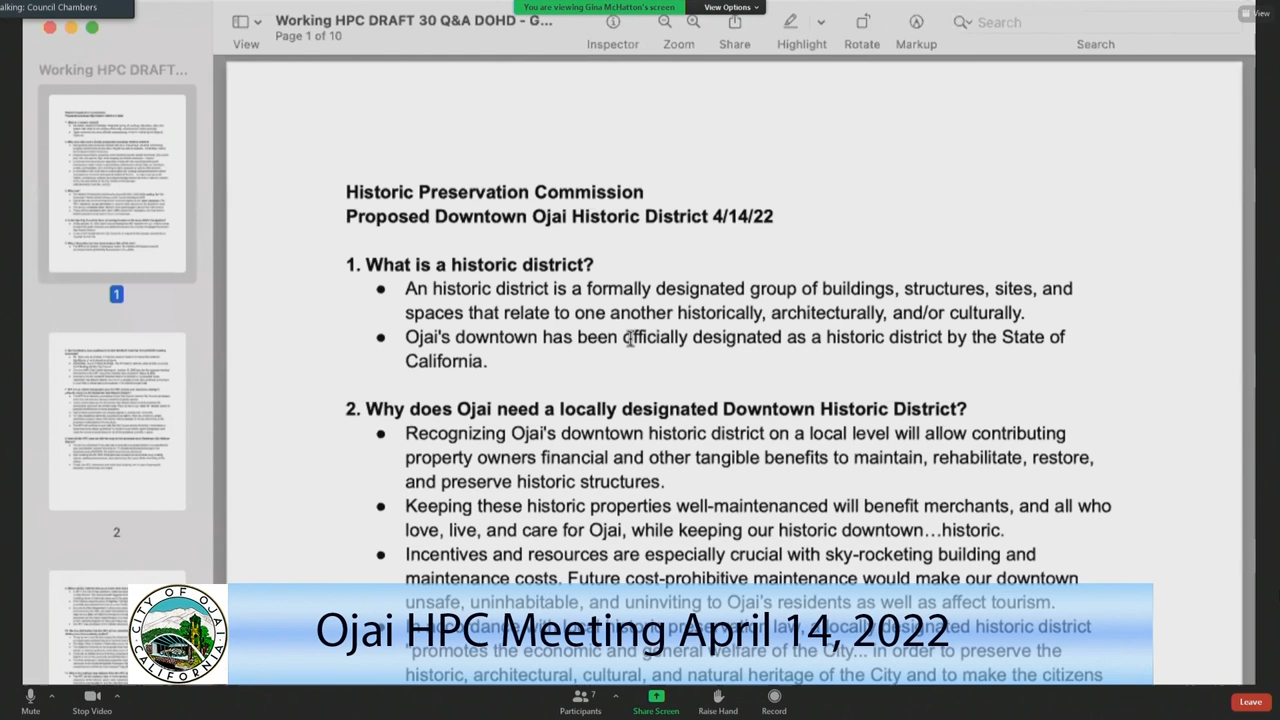 alking: Council Chambers
You are viewing Gina McHatton's screen
View Options
View
Working HPC DRAFT 30 Q&A DOHD - G...
Page 1 of 10
View
Inspector
Zoom
Share
Highlight
Rotate
Markup
Search
Search
Working HPC DRAFT...
1
2
Historic Preservation Commission
Proposed Downtown Ojai Historic District 4/14/22
1. What is a historic district?
● An historic district is a formally designated group of buildings, structures, sites, and
spaces that relate to one another historically, architecturally, and/or culturally.
● Ojai's downtown has been officially designated as a historic district by the State of
California.
2. Why does Ojai need a locally designated Downtown Historic District?
● Recognizing Ojai's downtown historic district on a local level will allow contributing
property owners financial and other tangible benefits to maintain, rehabilitate, restore,
and preserve historic structures.
● Keeping these historic properties well-maintained will benefit merchants, and all who
love, live, and care for Ojai, while keeping our historic downtown…historic.
● Incentives and resources are especially crucial with sky-rocketing building and
maintenance costs. Future cost-prohibitive maintenance would make our downtown
unsafe, and uninviting to Ojai's as well as tourism.
historic district
promotes the economic and general welfare of the City... in order to preserve the
historic, architectural, cultural, and natural heritage of the City and to make the citizens
CITY OF OJAI
CALIFORNIA
Ojai HPC Meeting April 14, 2022
Mute
Stop Video
Participants
7
Share Screen
Raise Hand
Record
Leave